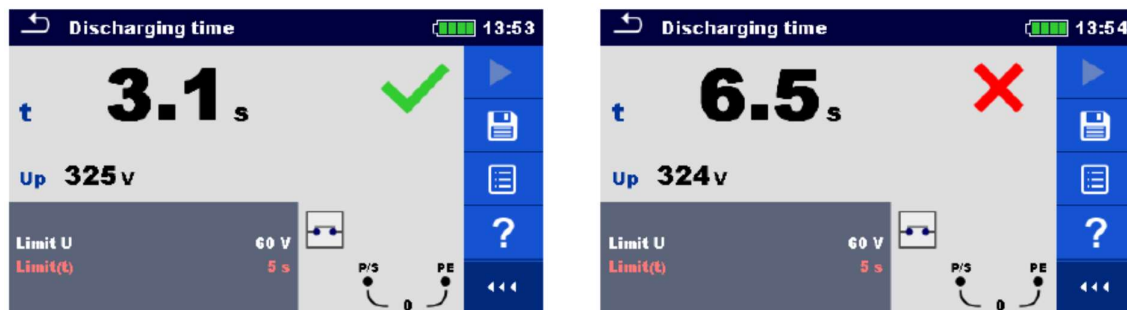 Discharging time 13:53
t 3.1 s
Up 325 V
Limit U 60 V
Limit(t) 5 s
P/S PE
0
?
Discharging time 13:54
t 6.5 s
Up 324 V
Limit U 60 V
Limit(t) 5 s
P/S PE
0
?